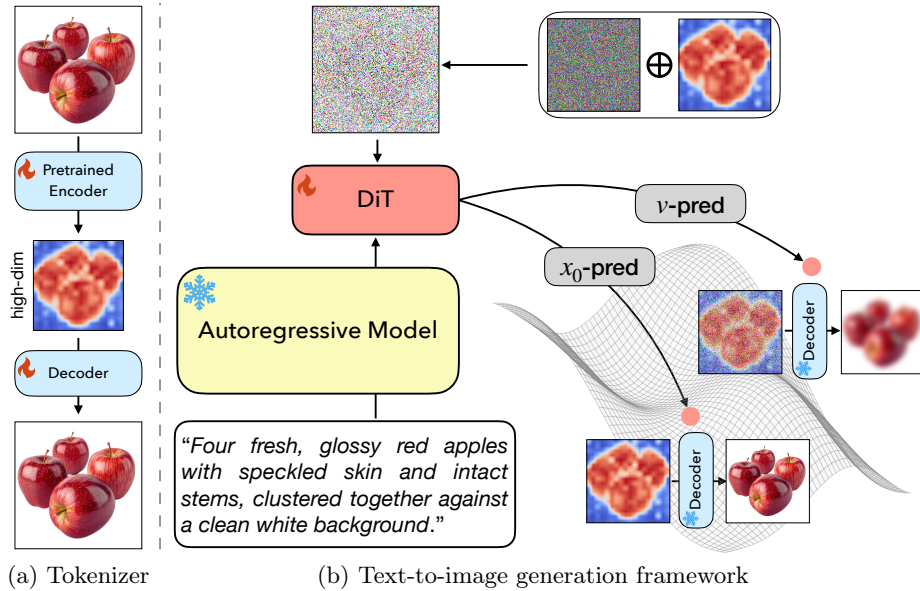 Pretrained
Encoder
high-dim
Decoder
(a) Tokenizer
DiT
v-pred
x₀-pred
Autoregressive Model
"Four fresh, glossy red apples
with speckled skin and intact
stems, clustered together against
a clean white background."
Decoder
Decoder
(b) Text-to-image generation framework